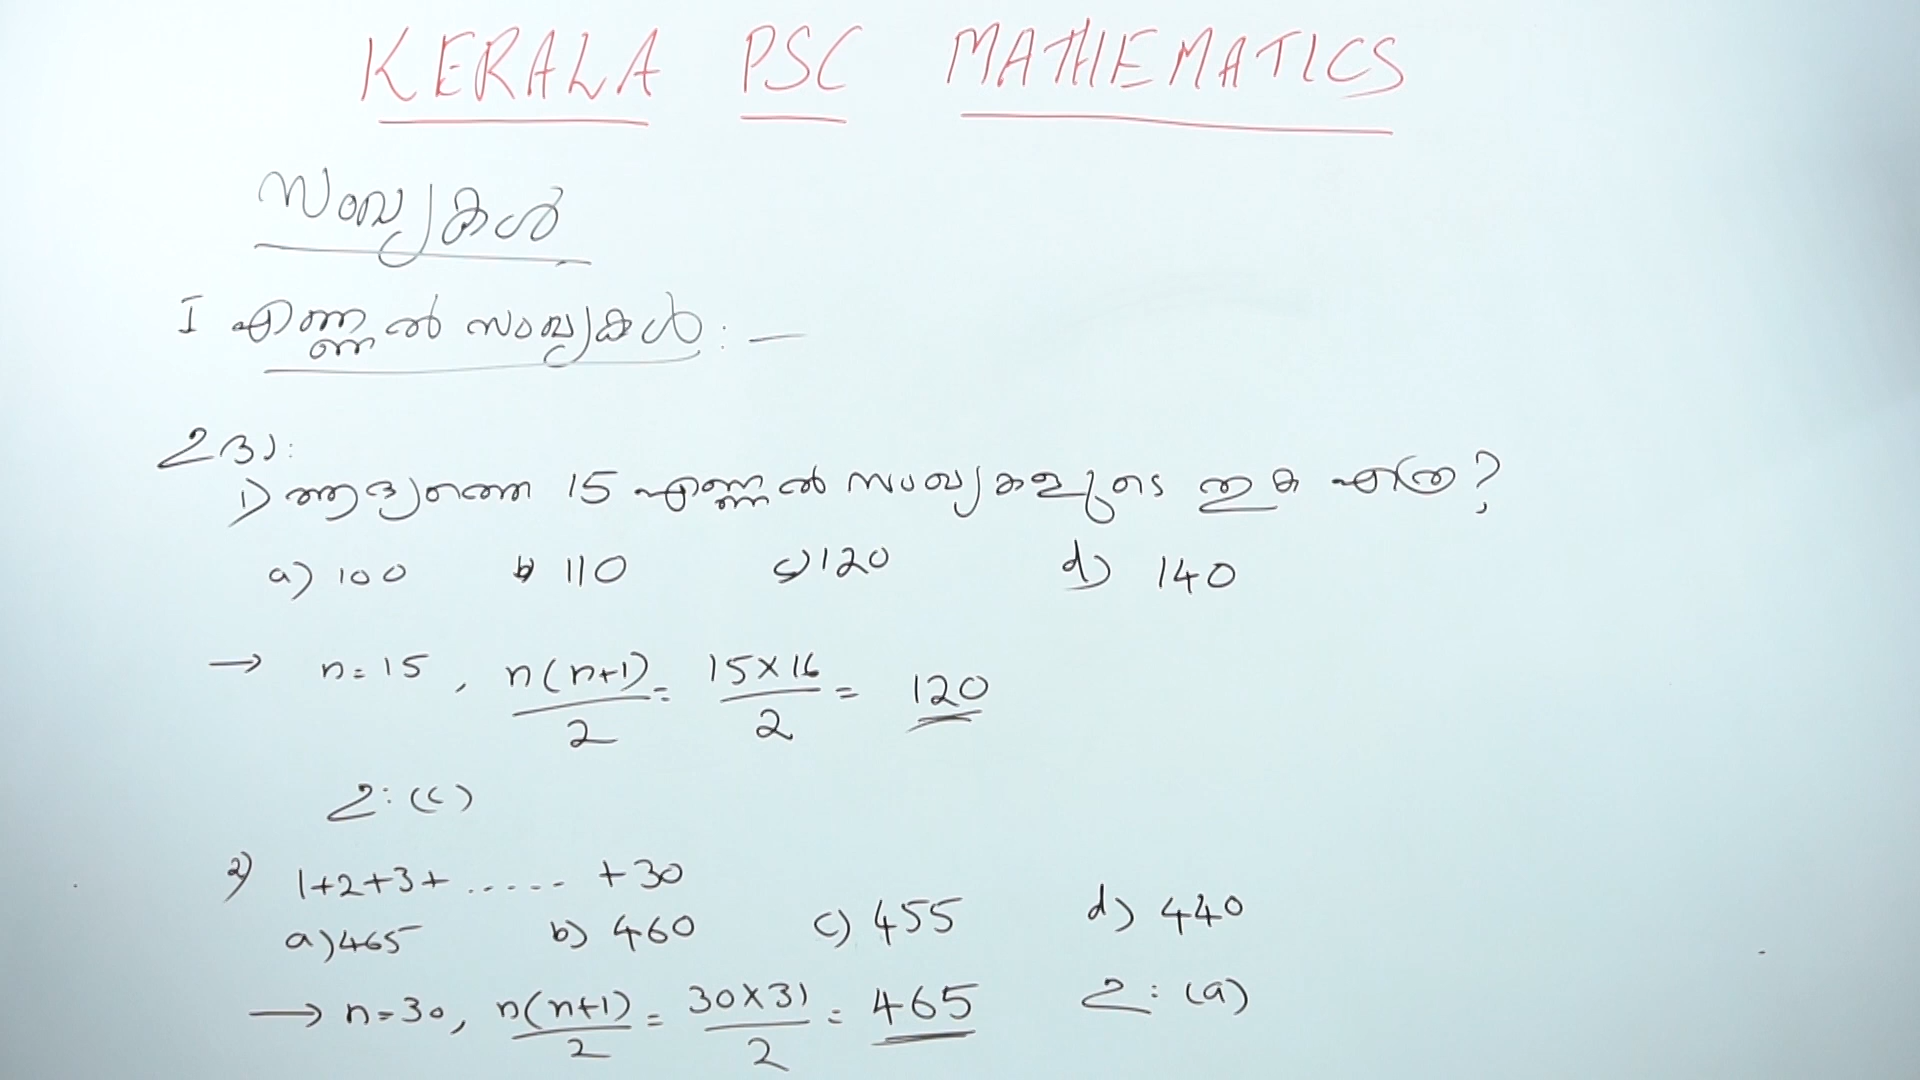 KERALA PSC MATHEMATICS
സംഖ്യകൾ
I എണ്ണൽ സംഖ്യകൾ : —
ഉദാ:
1) ആദ്യത്തെ 15 എണ്ണൽ സംഖ്യകളുടെ തുക എത്ര?
a) 100 b) 110 c) 120 d) 140
→ n = 15, n(n+1)/2 = 15×16/2 = 120
ഉ: (c)
2) 1+2+3+ ...... +30
a) 465 b) 460 c) 455 d) 440
→ n = 30, n(n+1)/2 = 30×31/2 = 465 ഉ: (a)